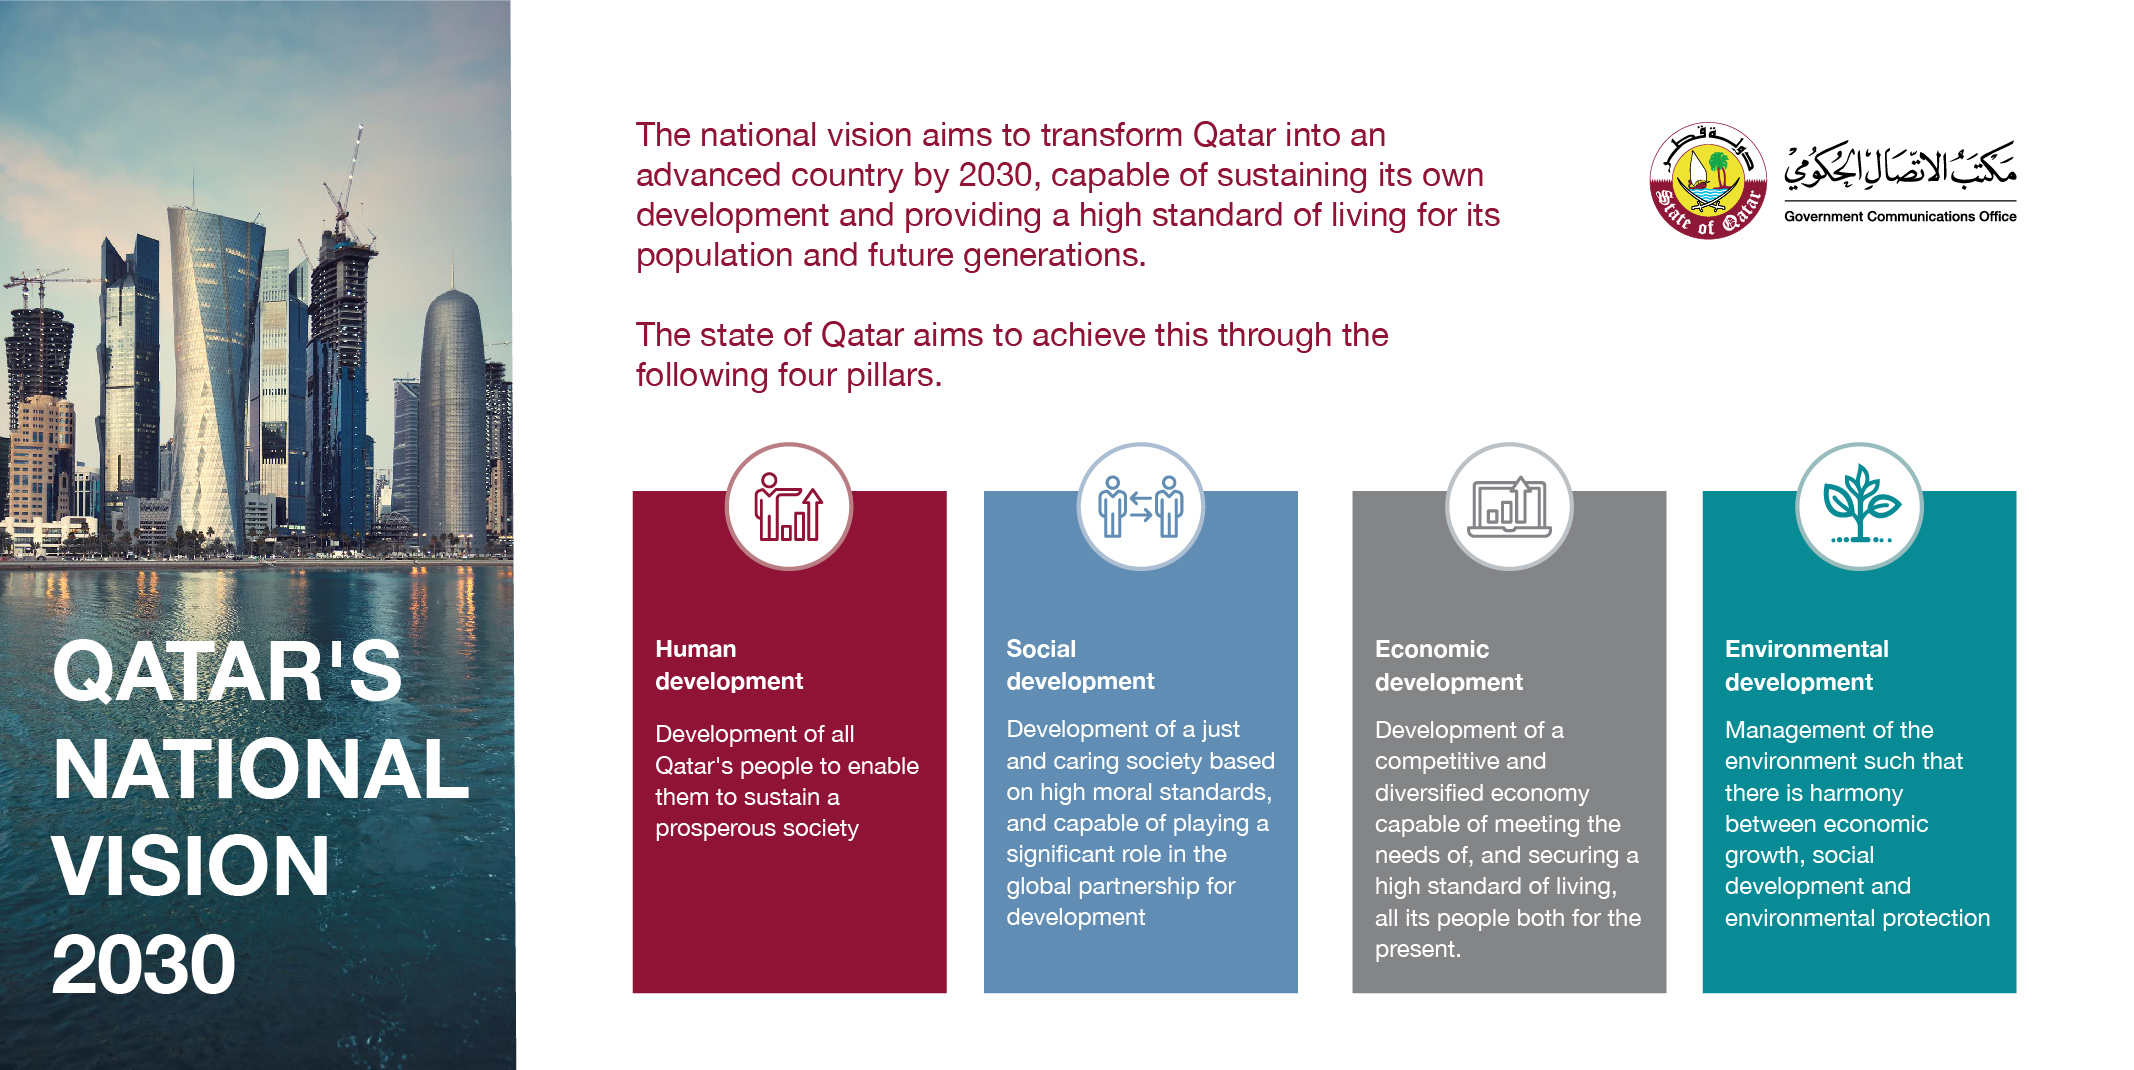 QATAR'S
NATIONAL
VISION
2030
The national vision aims to transform Qatar into an
advanced country by 2030, capable of sustaining its own
development and providing a high standard of living for its
population and future generations.
The state of Qatar aims to achieve this through the
following four pillars.
دولة قطر
State of Qatar
مَكتَبُ الاتّصَالِ الحُكُومِي
Government Communications Office
Human
development
Development of all
Qatar's people to enable
them to sustain a
prosperous society
Social
development
Development of a just
and caring society based
on high moral standards,
and capable of playing a
significant role in the
global partnership for
development
Economic
development
Development of a
competitive and
diversified economy
capable of meeting the
needs of, and securing a
high standard of living,
all its people both for the
present.
Environmental
development
Management of the
environment such that
there is harmony
between economic
growth, social
development and
environmental protection